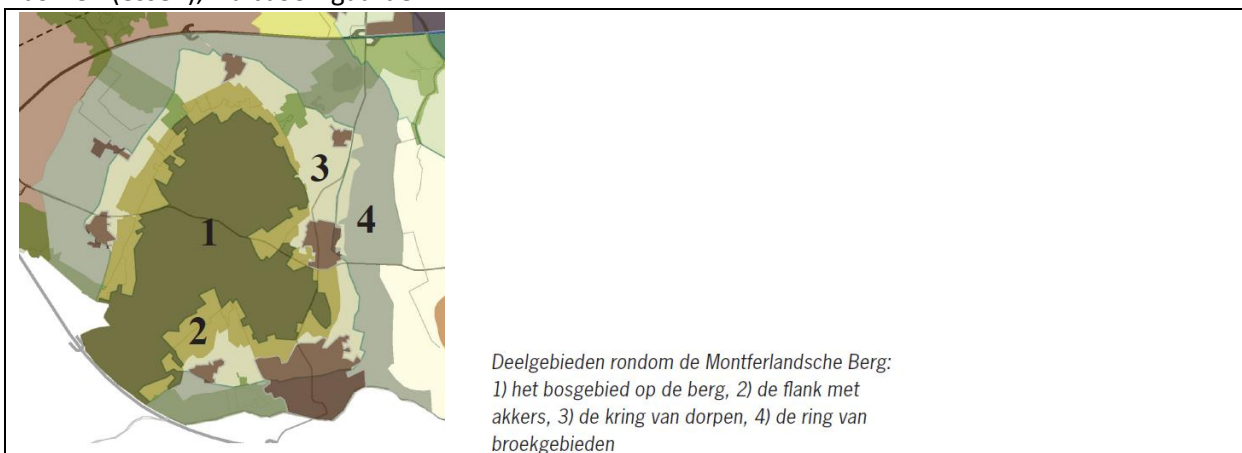 3
4
1
2
Deelgebieden rondom de Montferlandsche Berg:
1) het bosgebied op de berg, 2) de flank met
akkers, 3) de kring van dorpen, 4) de ring van
broekgebieden